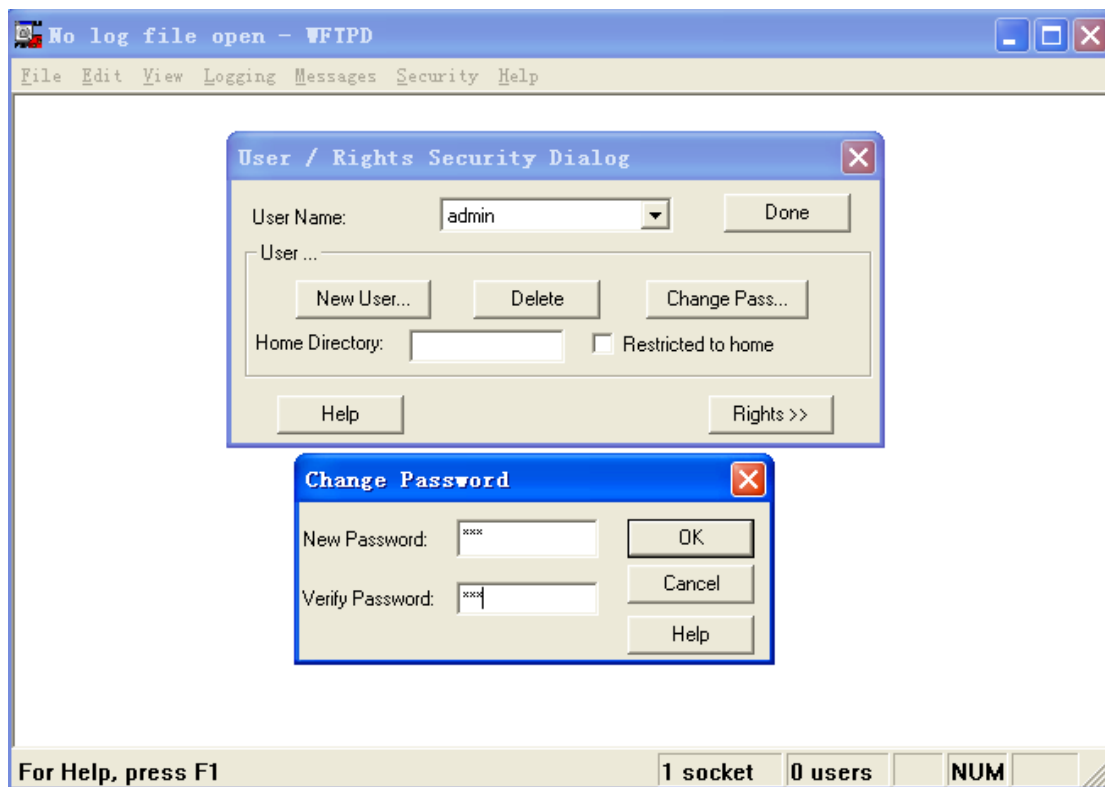 No log file open - WFTPD
File Edit View Logging Messages Security Help
User / Rights Security Dialog
User Name: admin Done
User ...
New User... Delete Change Pass...
Home Directory: Restricted to home
Help Rights >>
Change Password
New Password: *** OK
Cancel
Verify Password: ***
Help
For Help, press F1 1 socket 0 users NUM